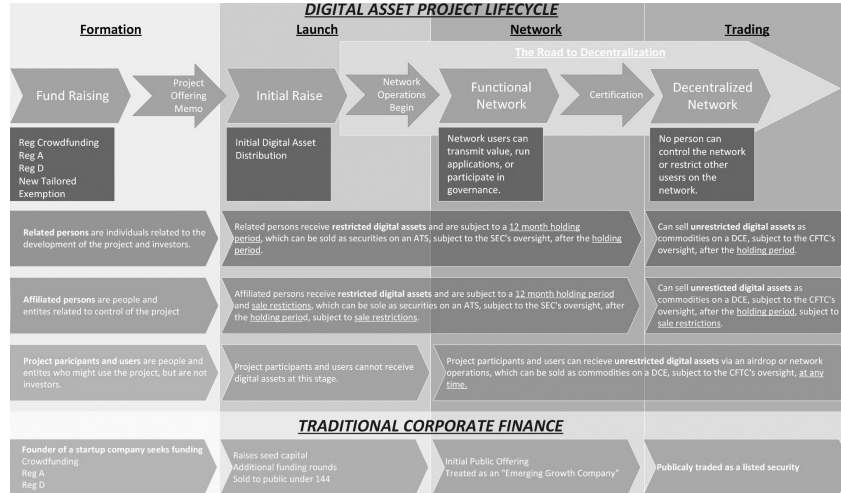 DIGITAL ASSET PROJECT LIFECYCLE
Formation
Launch
Network
Trading
The Road to Decentralization
Fund Raising
Project
Offering
Memo
Initial Raise
Network
Operations
Begin
Functional
Network
Certification
Decentralized
Network
Reg Crowdfunding
Reg A
Reg D
New Tailored
Exemption
Initial Digital Asset
Distribution
Network users can
transmit value, run
applications, or
participate in
governance.
No person can
control the network
or restrict other
usesrs on the
network.
Related persons are individuals related to the
development of the project and investors.
Related persons receive restricted digital assets and are subject to a 12 month holding
period, which can be sold as securities on an ATS, subject to the SEC's oversight, after the holding
period.
Can sell unrestricted digital assets as
commodities on a DCE, subject to the CFTC's
oversight, after the holding period.
Affiliated persons are people and
entites related to control of the project
Affiliated persons receive restricted digital assets and are subject to a 12 month holding period
and sale restictions, which can be sole as securities on an ATS, subject to the SEC's oversight, after
the holding period, subject to sale restrictions.
Can sell unresticted digital assets as
commodities on a DCE, subject to the CFTC's
oversight, after the holding period, subject to
sale restrictions.
Project paricipants and users are people and
entites who might use the project, but are not
investors.
Project participants and users cannot receive
digital assets at this stage.
Project participants and users can recieve unrestricted digital assets via an airdrop or network
operations, which can be sold as commodities on a DCE, subject to the CFTC's oversight, at any
time.
TRADITIONAL CORPORATE FINANCE
Founder of a startup company seeks funding
Crowdfunding
Reg A
Reg D
Raises seed capital
Additional funding rounds
Sold to public under 144
Initial Public Offering
Treated as an "Emerging Growth Company"
Publicaly traded as a listed security